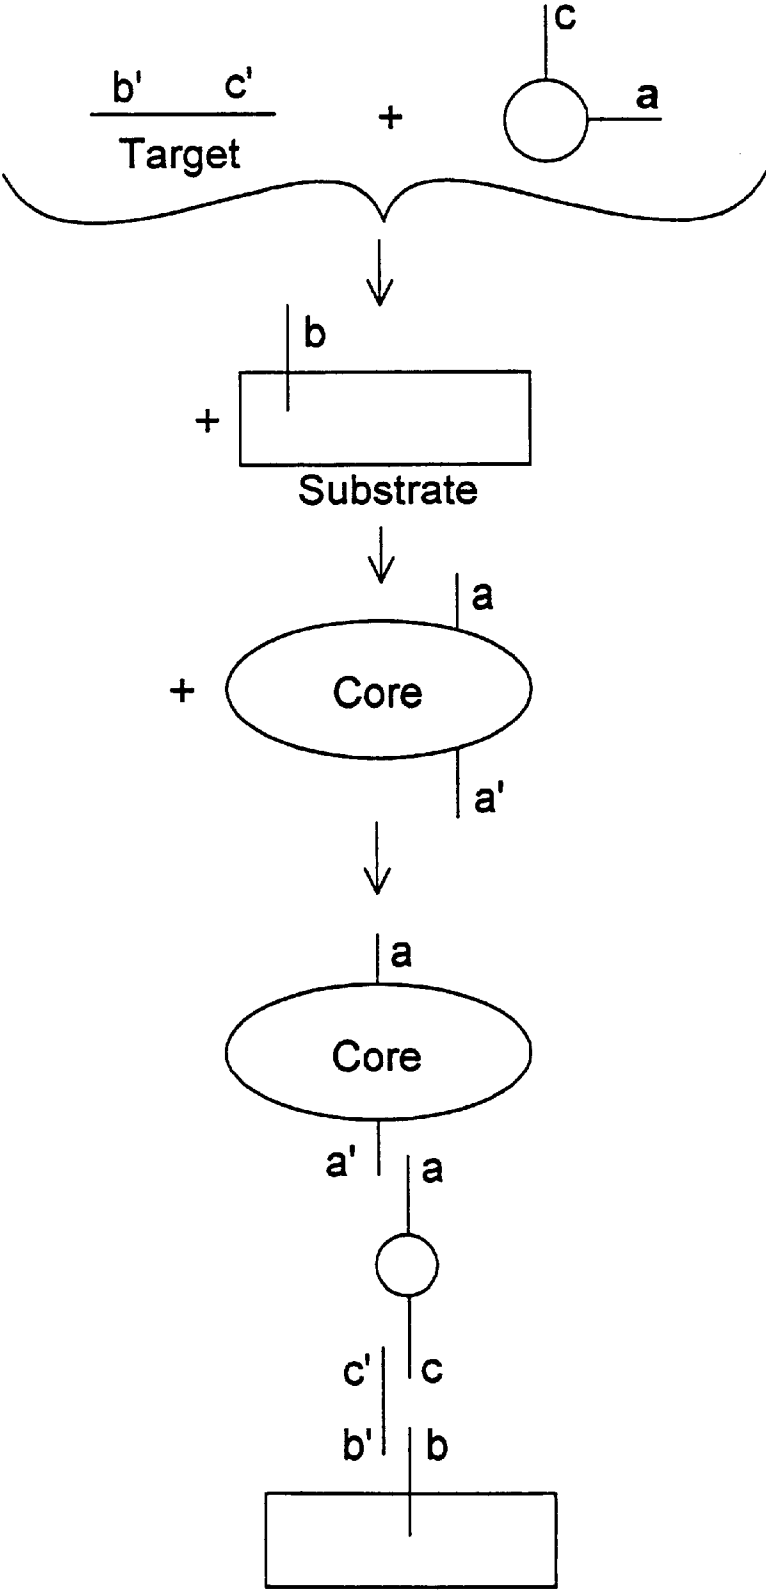 c
b' c' + a
Target
b
+
Substrate
a
+ Core
a'
a
Core
a' a
c' c
b' b